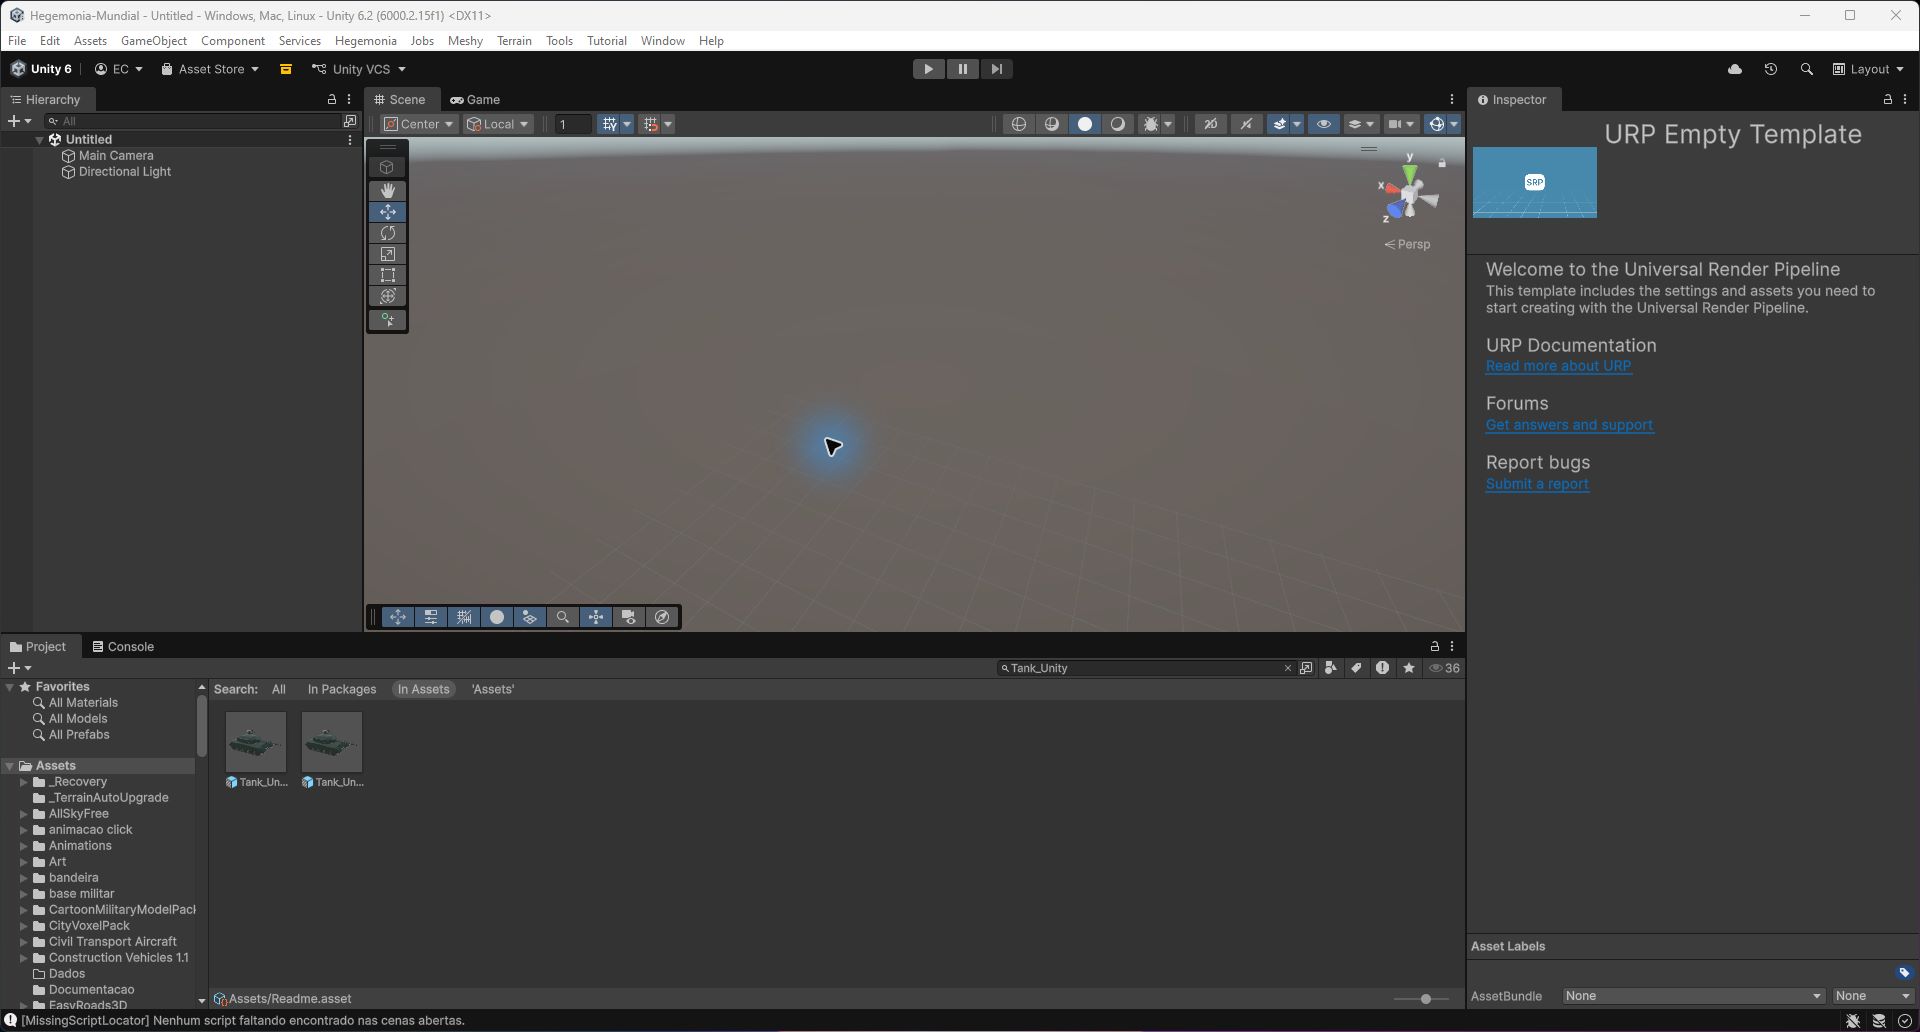 Hegemonia-Mundial - Untitled - Windows, Mac, Linux - Unity 6.2 (6000.2.15f1) <DX11>
File Edit Assets GameObject Component Services Hegemonia Jobs Meshy Terrain Tools Tutorial Window Help
Unity 6 EC Asset Store Unity VCS Layout
Hierarchy
All
Untitled
Main Camera
Directional Light
Scene Game
Center Local 1 2D
y
x
z
Persp
Inspector
URP Empty Template
SRP
Welcome to the Universal Render Pipeline
This template includes the settings and assets you need to
start creating with the Universal Render Pipeline.
URP Documentation
Read more about URP
Forums
Get answers and support
Report bugs
Submit a report
Asset Labels
AssetBundle None None
Project Console
Tank_Unity 36
Favorites
All Materials
All Models
All Prefabs
Assets
_Recovery
_TerrainAutoUpgrade
AllSkyFree
animacao click
Animations
Art
bandeira
base militar
CartoonMilitaryModelPack
CityVoxelPack
Civil Transport Aircraft
Construction Vehicles 1.1
Dados
Documentacao
EasyRoads3D
Search: All In Packages In Assets 'Assets'
Tank_Un... Tank_Un...
Assets/Readme.asset
[MissingScriptLocator] Nenhum script faltando encontrado nas cenas abertas.